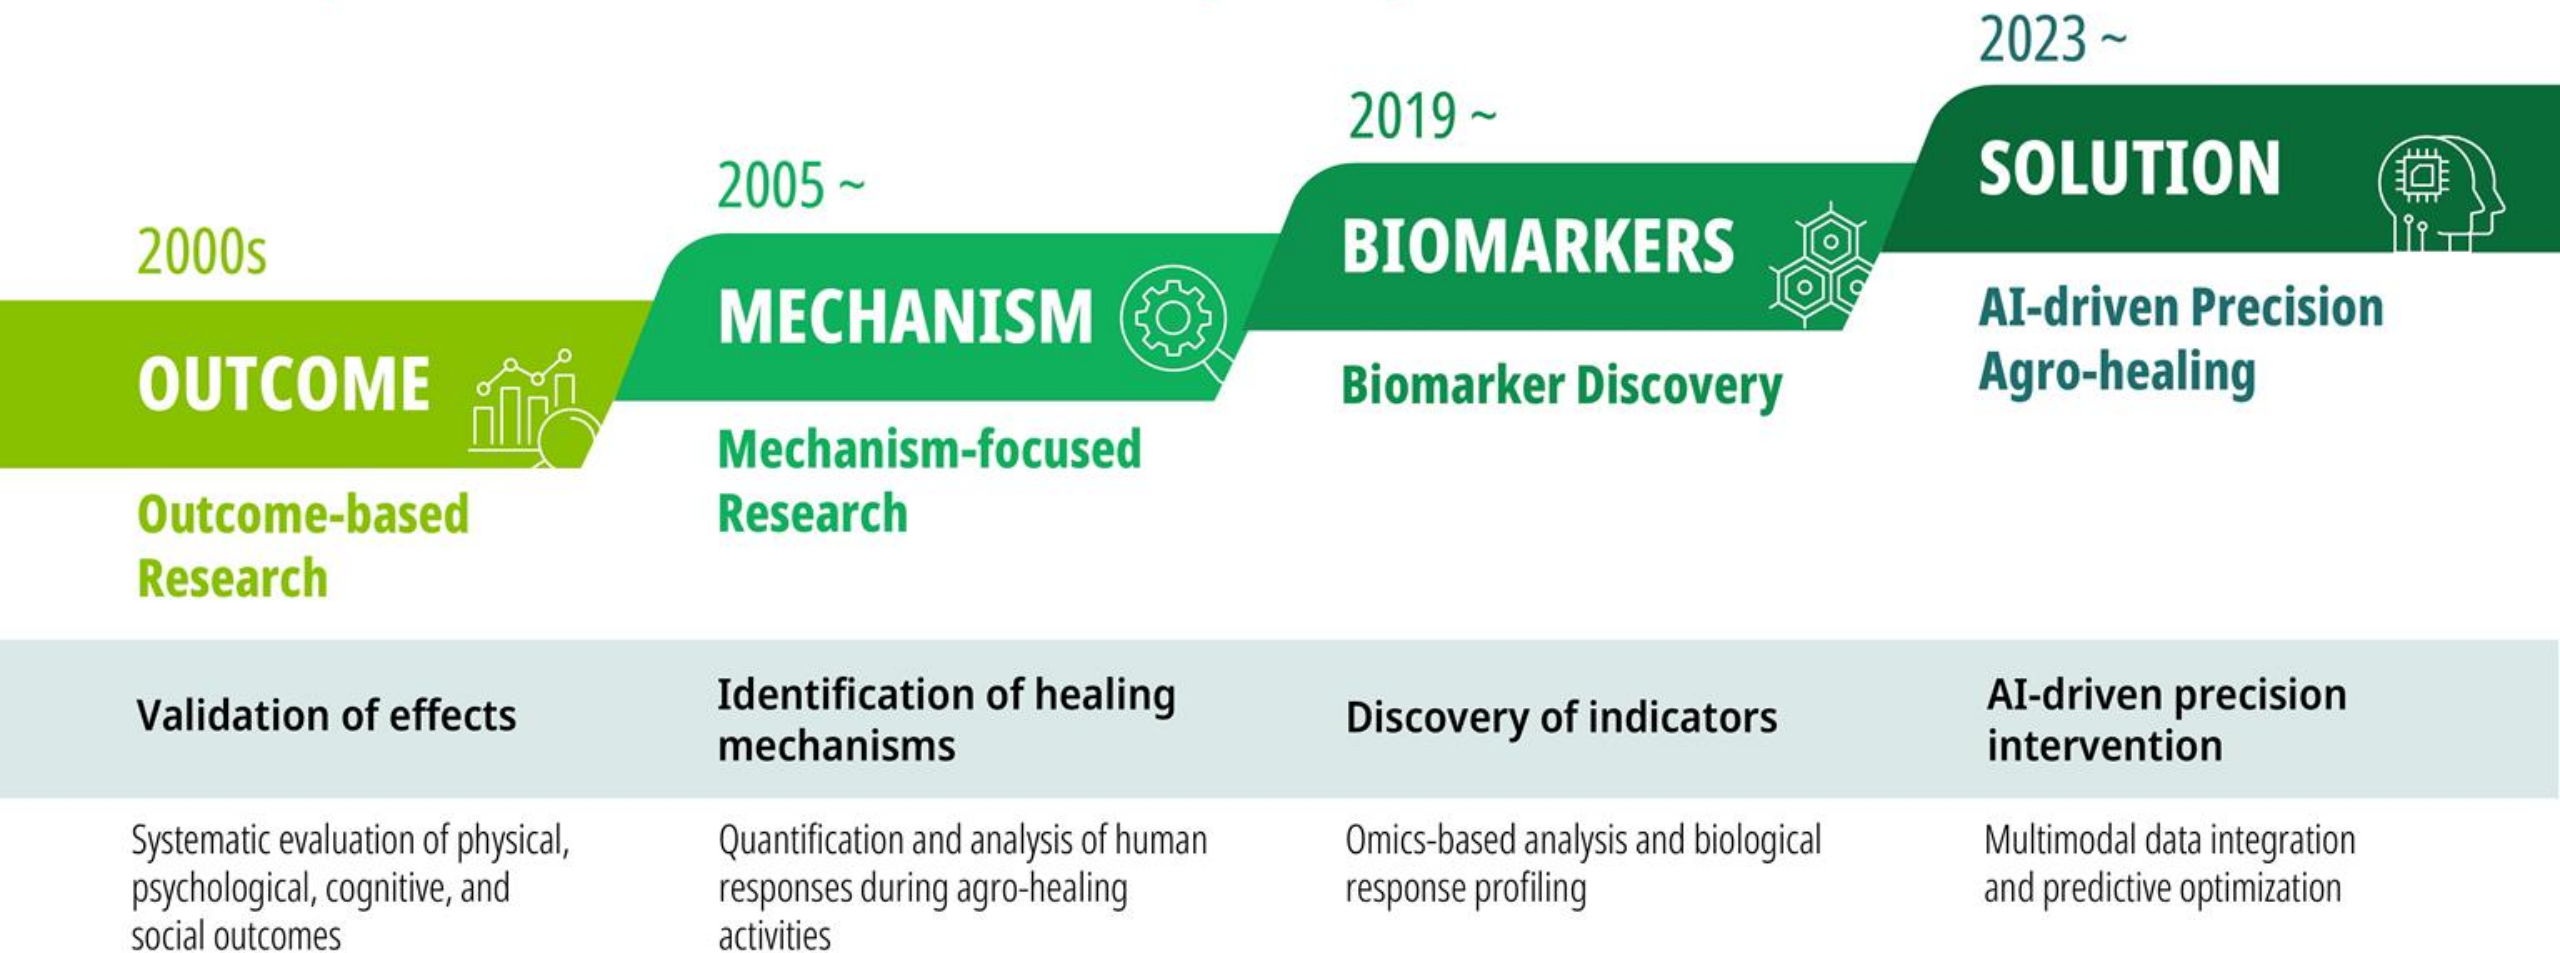 2000s
OUTCOME
Outcome-based
Research
Validation of effects
Systematic evaluation of physical,
psychological, cognitive, and
social outcomes
2005 ~
MECHANISM
Mechanism-focused
Research
Identification of healing
mechanisms
Quantification and analysis of human
responses during agro-healing
activities
2019 ~
BIOMARKERS
Biomarker Discovery
Discovery of indicators
Omics-based analysis and biological
response profiling
2023 ~
SOLUTION
AI-driven Precision
Agro-healing
AI-driven precision
intervention
Multimodal data integration
and predictive optimization